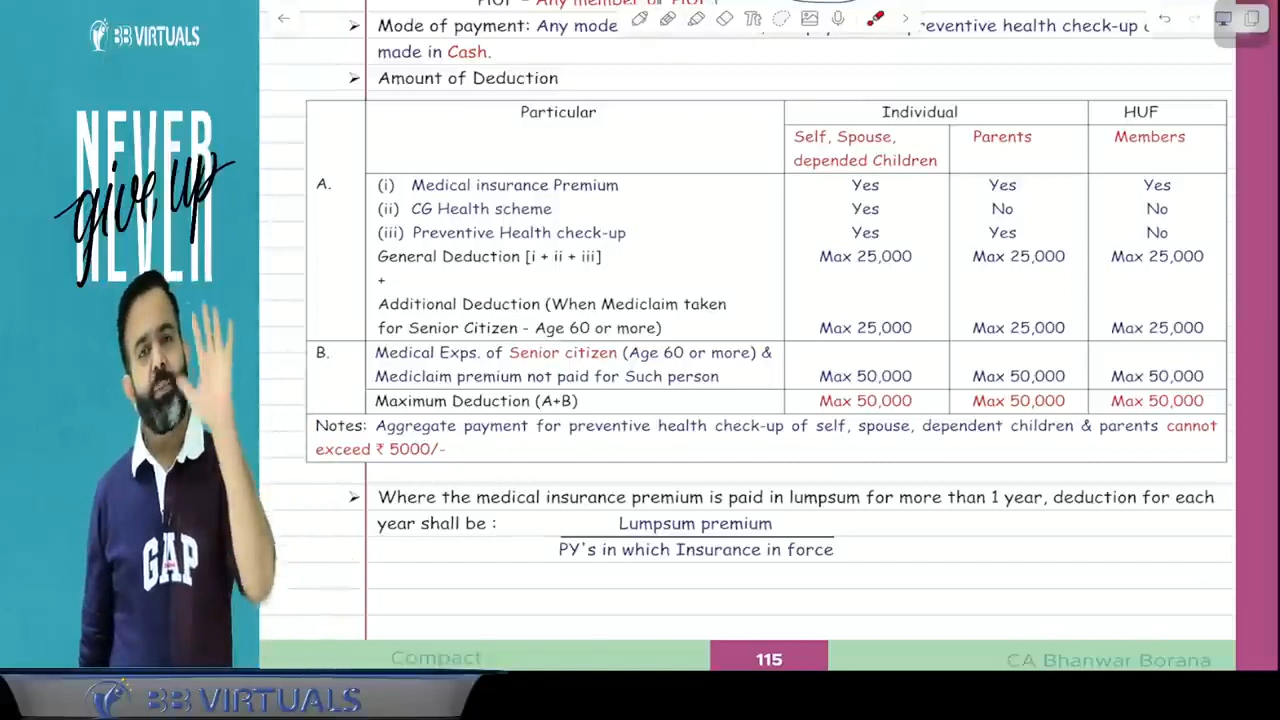 BB VIRTUALS
NEVER
give up
NEVER
GAP
HUF - Any member of HUF
Mode of payment: Any mode reventive health check-up
made in Cash.
Amount of Deduction
Particular Individual HUF
Self, Spouse, Parents Members
depended Children
A. (i) Medical insurance Premium Yes Yes Yes
(ii) CG Health scheme Yes No No
(iii) Preventive Health check-up Yes Yes No
General Deduction [i + ii + iii] Max 25,000 Max 25,000 Max 25,000
+
Additional Deduction (When Mediclaim taken
for Senior Citizen - Age 60 or more) Max 25,000 Max 25,000 Max 25,000
B. Medical Exps. of Senior citizen (Age 60 or more) &
Mediclaim premium not paid for Such person Max 50,000 Max 50,000 Max 50,000
Maximum Deduction (A+B) Max 50,000 Max 50,000 Max 50,000
Notes: Aggregate payment for preventive health check-up of self, spouse, dependent children & parents cannot
exceed ₹ 5000/-
Where the medical insurance premium is paid in lumpsum for more than 1 year, deduction for each
year shall be : Lumpsum premium
PY's in which Insurance in force
Compact 115 CA Bhanwar Borana
BB VIRTUALS